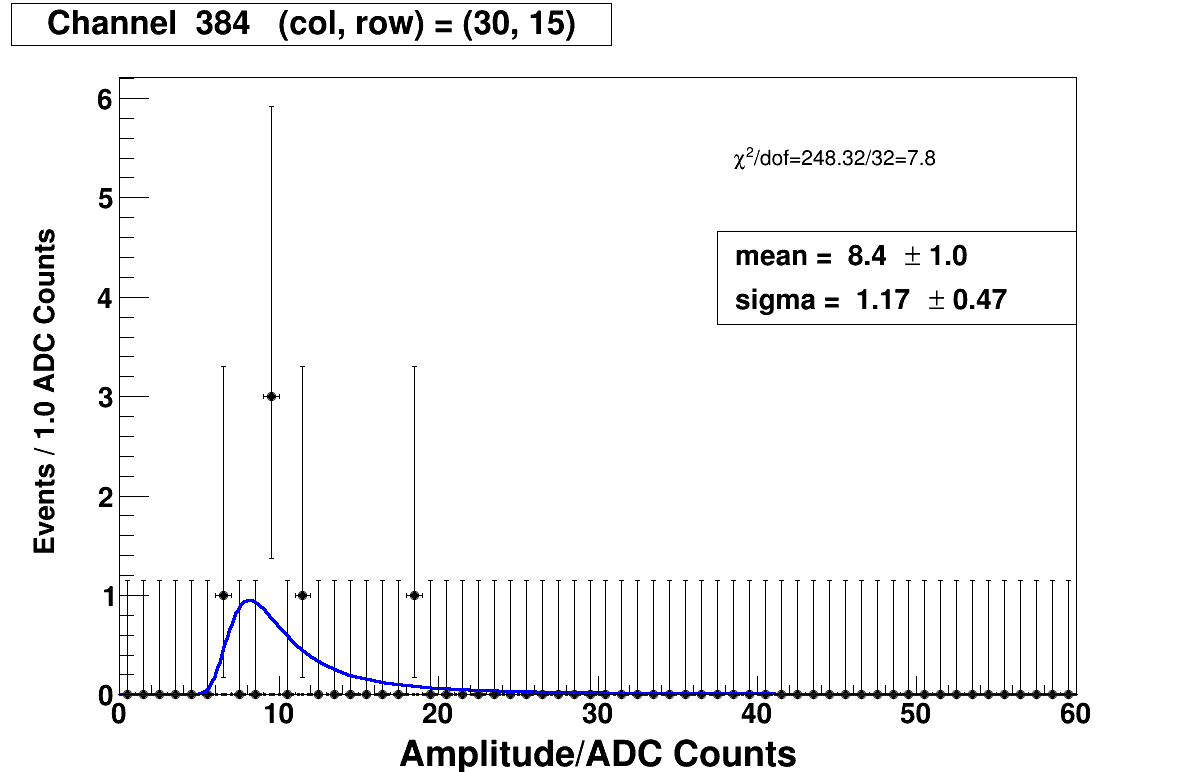 Channel 384 (col, row) = (30, 15)
6
5
4
3
2
1
0
Events / 1.0 ADC Counts
χ²/dof=248.32/32=7.8
mean = 8.4 ± 1.0
sigma = 1.17 ± 0.47
0 10 20 30 40 50 60
Amplitude/ADC Counts